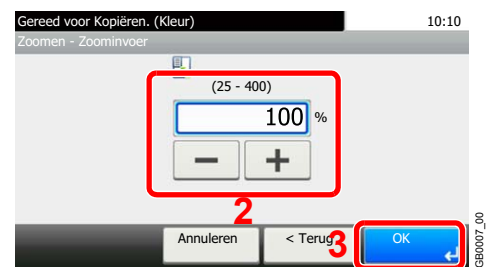 Gereed voor Kopiëren. (Kleur) 10:10
Zoomen - Zoominvoer
(25 - 400)
100 %
− +
2
Annuleren < Terug 3 OK
GB0007_00